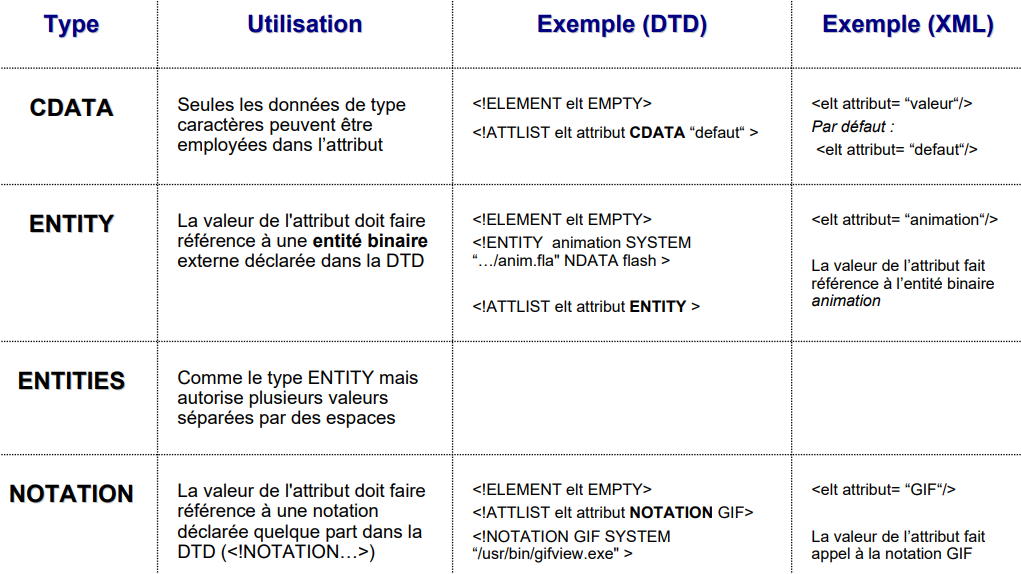 Type
Utilisation
Exemple (DTD)
Exemple (XML)
CDATA
Seules les données de type
caractères peuvent être
employées dans l’attribut
<!ELEMENT elt EMPTY>
<!ATTLIST elt attribut CDATA “defaut“ >
<elt attribut= “valeur“/>
Par défaut :
<elt attribut= “defaut“/>
ENTITY
La valeur de l'attribut doit faire
référence à une entité binaire
externe déclarée dans la DTD
<!ELEMENT elt EMPTY>
<!ENTITY animation SYSTEM
“…/anim.fla" NDATA flash >
<!ATTLIST elt attribut ENTITY >
<elt attribut= “animation“/>
La valeur de l’attribut fait
référence à l’entité binaire
animation
ENTITIES
Comme le type ENTITY mais
autorise plusieurs valeurs
séparées par des espaces
NOTATION
La valeur de l'attribut doit faire
référence à une notation
déclarée quelque part dans la
DTD (<!NOTATION…>)
<!ELEMENT elt EMPTY>
<!ATTLIST elt attribut NOTATION GIF>
<!NOTATION GIF SYSTEM
“/usr/bin/gifview.exe" >
<elt attribut= “GIF“/>
La valeur de l’attribut fait
appel à la notation GIF